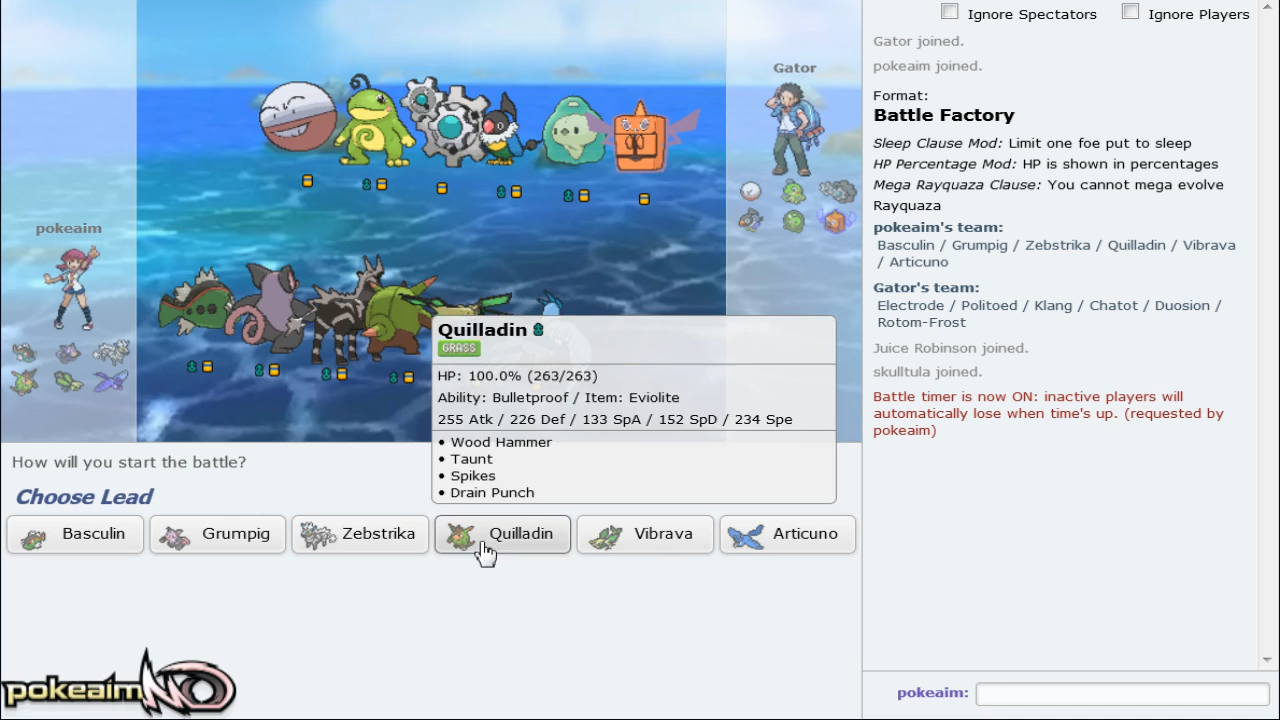 Ignore Spectators Ignore Players
Gator joined.
pokeaim joined.
Format:
Battle Factory
Sleep Clause Mod: Limit one foe put to sleep
HP Percentage Mod: HP is shown in percentages
Mega Rayquaza Clause: You cannot mega evolve
Rayquaza
pokeaim's team:
Basculin / Grumpig / Zebstrika / Quilladin / Vibrava
/ Articuno
Gator's team:
Electrode / Politoed / Klang / Chatot / Duosion /
Rotom-Frost
Juice Robinson joined.
skulltula joined.
Battle timer is now ON: inactive players will
automatically lose when time's up. (requested by
pokeaim)
pokeaim:
Gator
pokeaim
Quilladin
GRASS
HP: 100.0% (263/263)
Ability: Bulletproof / Item: Eviolite
255 Atk / 226 Def / 133 SpA / 152 SpD / 234 Spe
• Wood Hammer
• Taunt
• Spikes
• Drain Punch
How will you start the battle?
Choose Lead
Basculin Grumpig Zebstrika Quilladin Vibrava Articuno
pokeaimMD